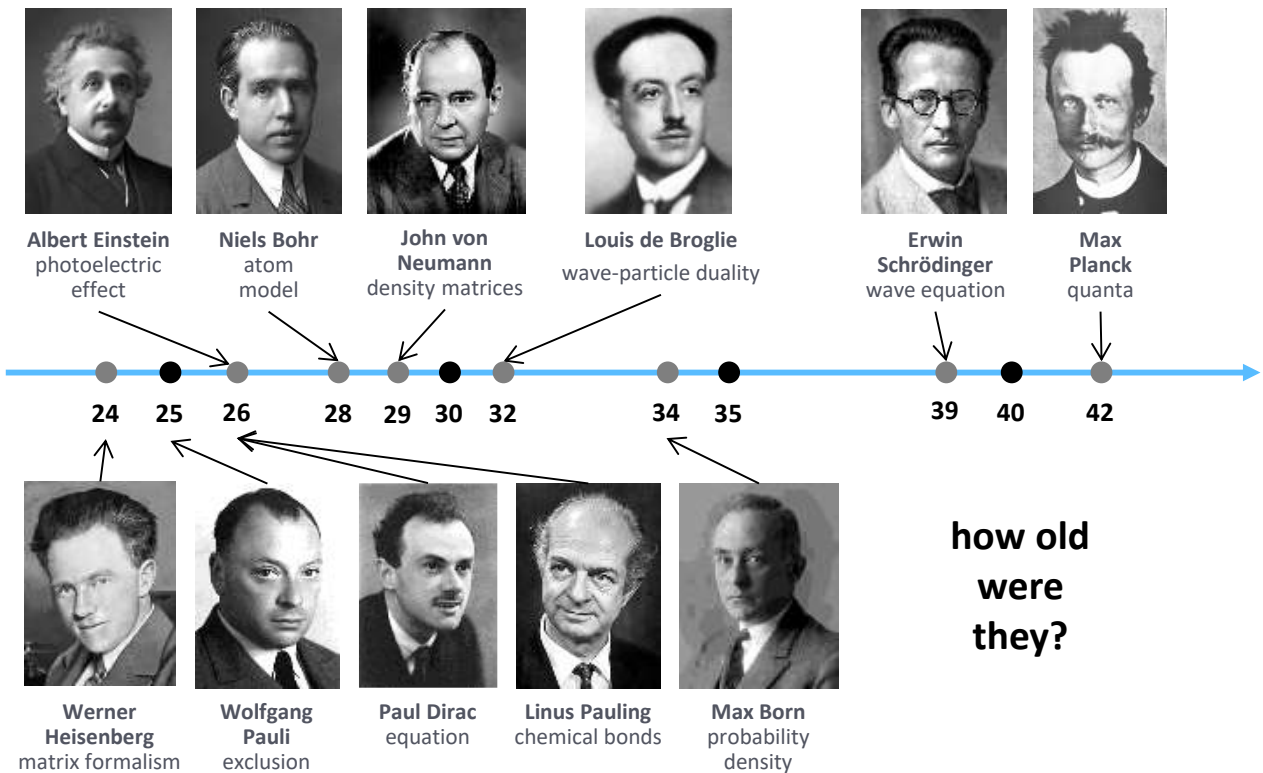 Albert Einstein
photoelectric
effect
Niels Bohr
atom
model
John von
Neumann
density matrices
Louis de Broglie
wave-particle duality
Erwin
Schrödinger
wave equation
Max
Planck
quanta
24 25 26 28 29 30 32 34 35 39 40 42
how old
were
they?
Werner
Heisenberg
matrix formalism
Wolfgang
Pauli
exclusion
Paul Dirac
equation
Linus Pauling
chemical bonds
Max Born
probability
density